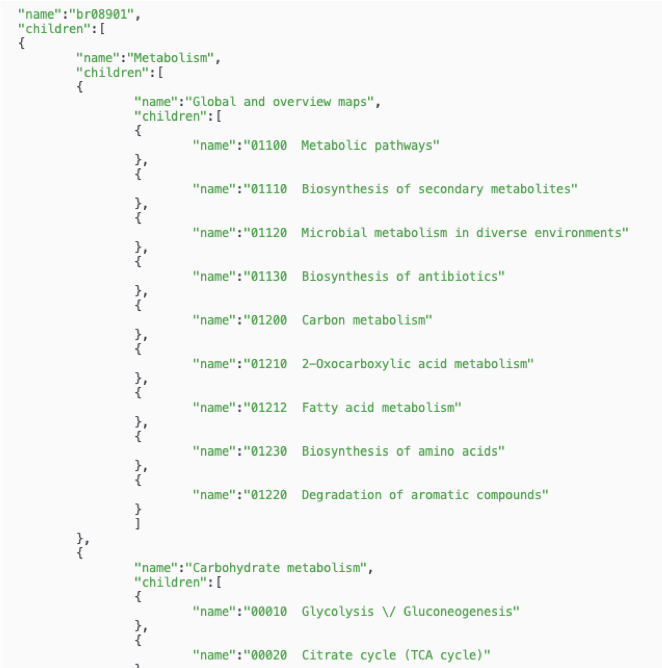 "name":"br08901",
"children":[
{
"name":"Metabolism",
"children":[
{
"name":"Global and overview maps",
"children":[
{
"name":"01100  Metabolic pathways"
},
{
"name":"01110  Biosynthesis of secondary metabolites"
},
{
"name":"01120  Microbial metabolism in diverse environments"
},
{
"name":"01130  Biosynthesis of antibiotics"
},
{
"name":"01200  Carbon metabolism"
},
{
"name":"01210  2-Oxocarboxylic acid metabolism"
},
{
"name":"01212  Fatty acid metabolism"
},
{
"name":"01230  Biosynthesis of amino acids"
},
{
"name":"01220  Degradation of aromatic compounds"
}
]
},
{
"name":"Carbohydrate metabolism",
"children":[
{
"name":"00010  Glycolysis \/ Gluconeogenesis"
},
{
"name":"00020  Citrate cycle (TCA cycle)"